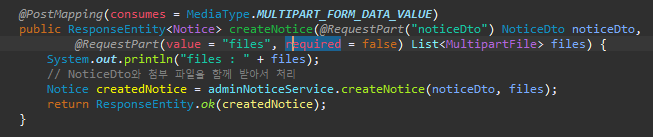 @PostMapping(consumes = MediaType.MULTIPART_FORM_DATA_VALUE)
public ResponseEntity<Notice> createNotice(@RequestPart("noticeDto") NoticeDto noticeDto,
@RequestPart(value = "files", required = false) List<MultipartFile> files) {
System.out.println("files : " + files);
// NoticeDto와 첨부 파일을 함께 받아서 처리
Notice createdNotice = adminNoticeService.createNotice(noticeDto, files);
return ResponseEntity.ok(createdNotice);
}